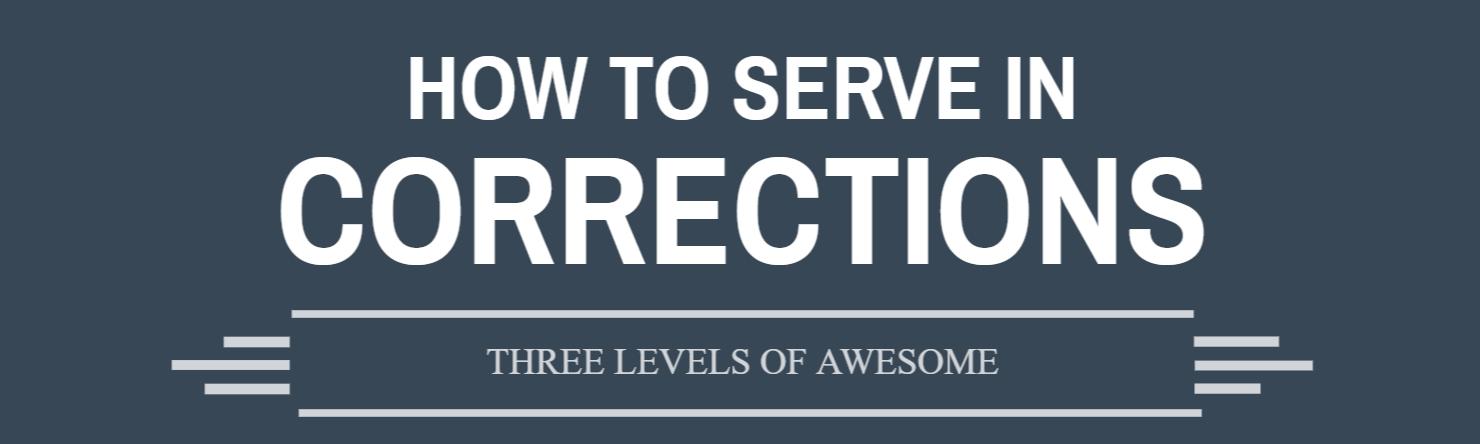 HOW TO SERVE IN
CORRECTIONS
THREE LEVELS OF AWESOME